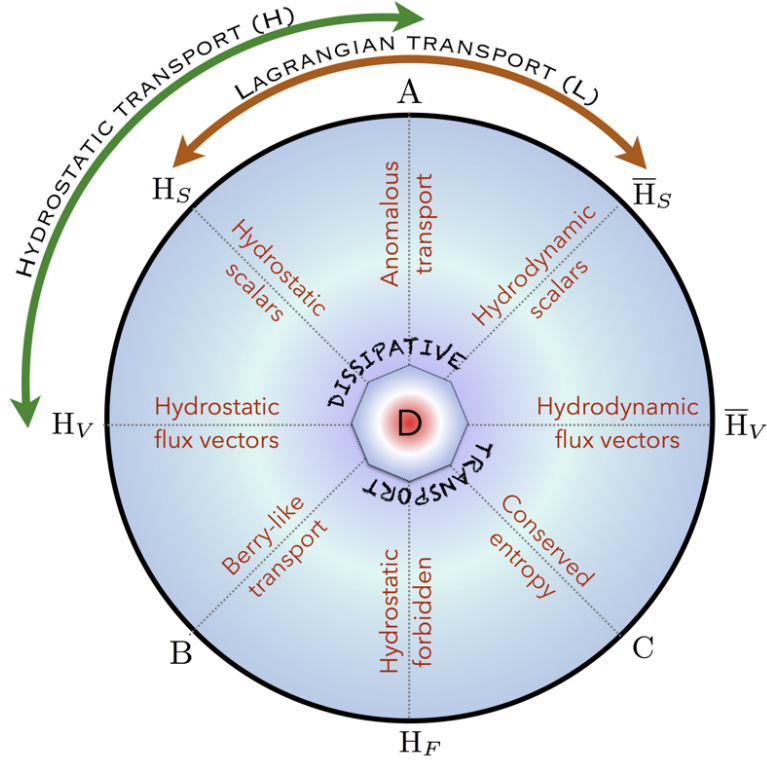 HYDROSTATIC TRANSPORT (H)
LAGRANGIAN TRANSPORT (L)
A
H_S
H̅_S
Anomalous
transport
Hydrostatic
scalars
Hydrodynamic
scalars
DISSIPATIVE
D
TRANSPORT
H_V
Hydrostatic
flux vectors
Hydrodynamic
flux vectors
H̅_V
Berry-like
transport
Hydrostatic
forbidden
Conserved
entropy
B
C
H_F